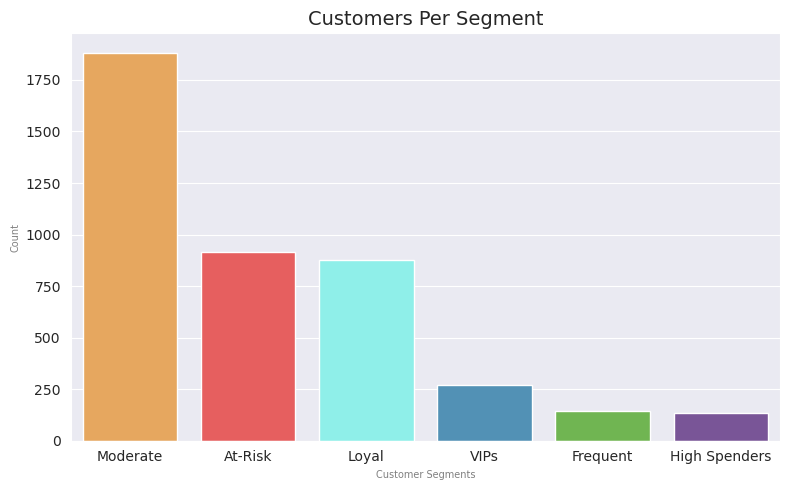 Customers Per Segment
Count
1750
1500
1250
1000
750
500
250
0
Moderate At-Risk Loyal VIPs Frequent High Spenders
Customer Segments